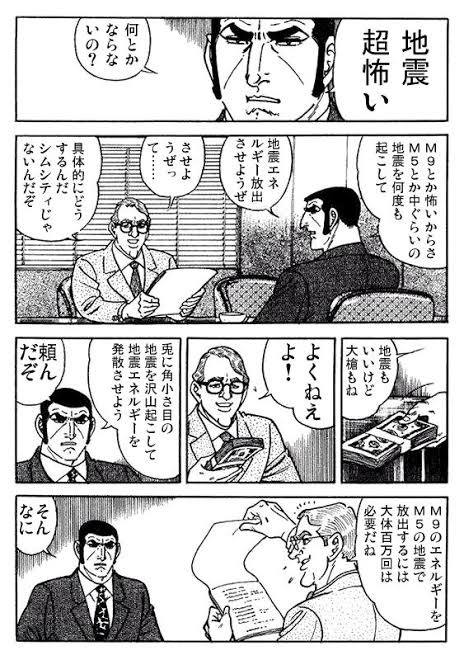 地震
超怖い
何とか
ならな
いの？
Ｍ９とか怖いからさ
Ｍ５とか中ぐらいの
地震を何度も
起こして
地震エネ
ルギー放出
させようぜ
させよ
うぜっ
て……
具体的にどう
するんだ
シムシティじゃ
ないんだぞ
地震も
いいけど
大槍もね
よくねえ
よ！
兎に角小さ目の
地震を沢山起こして
地震エネルギーを
発散させよう
頼ん
だぞ
Ｍ９のエネルギーを
Ｍ５の地震で
放出するには
大体百万回は
必要だね
そん
なに